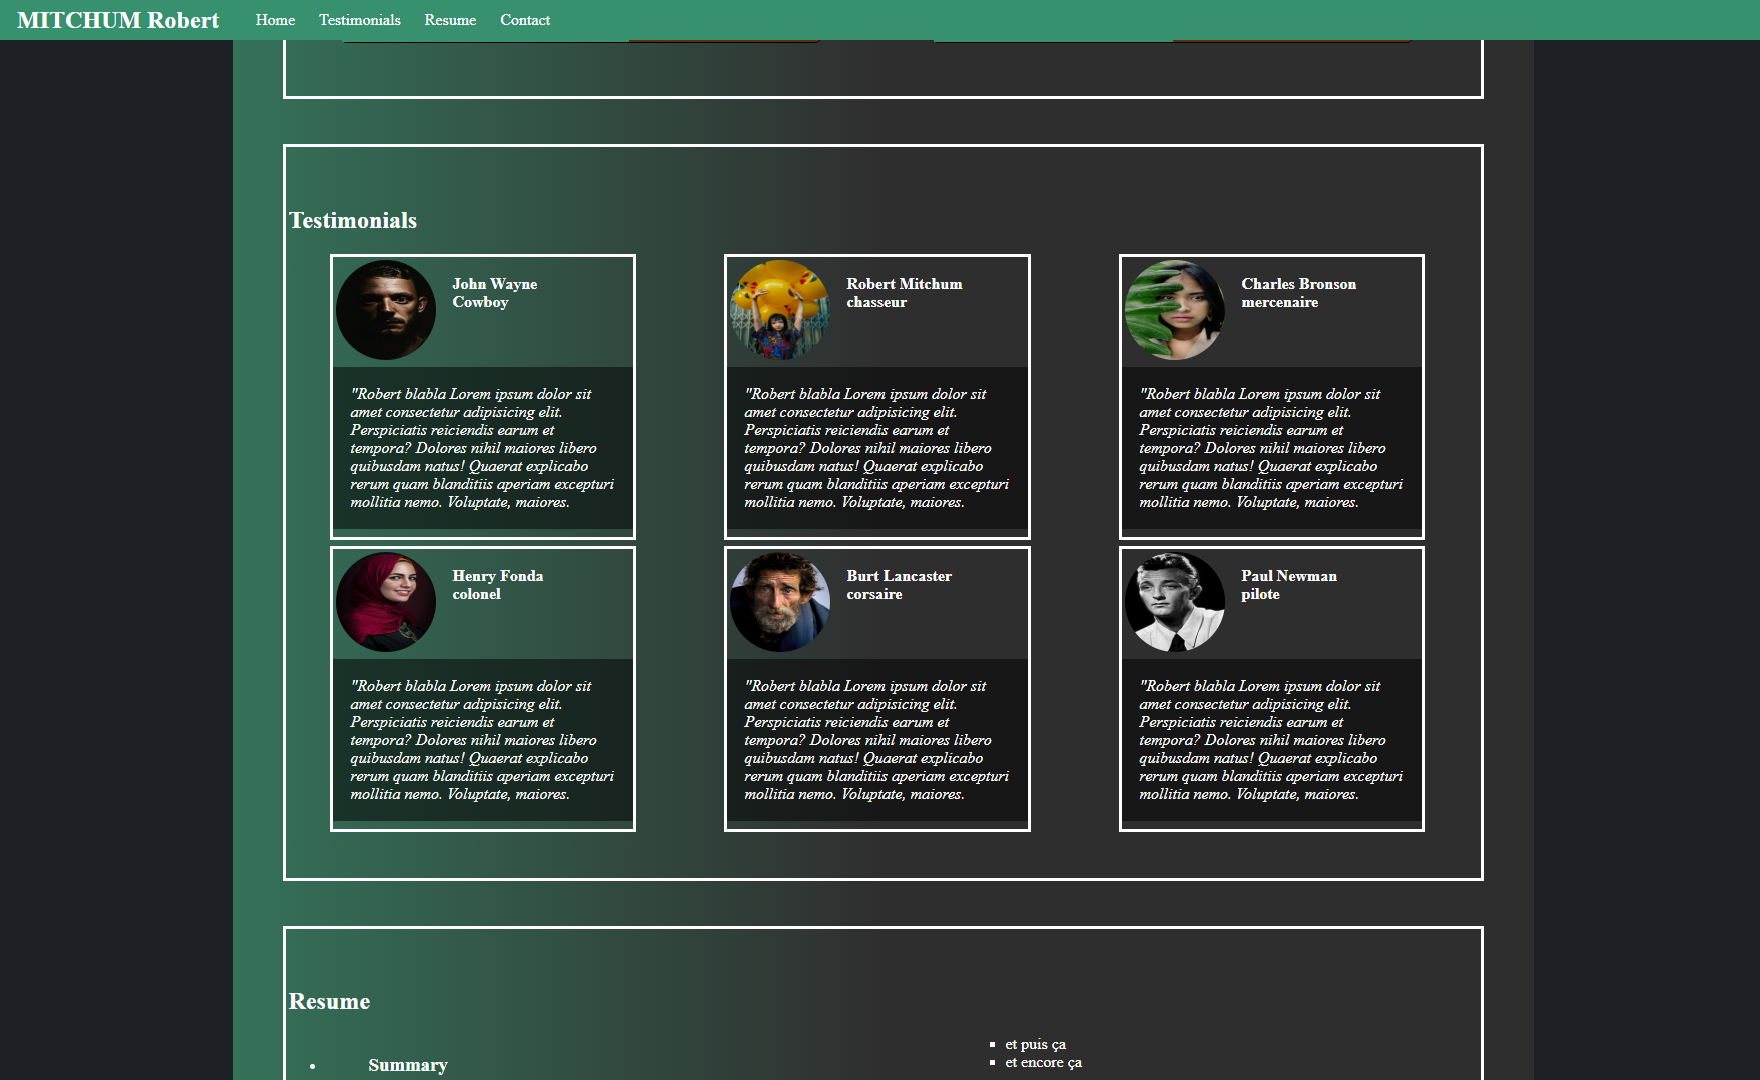 MITCHUM Robert Home Testimonials Resume Contact
Testimonials
John Wayne
Cowboy
"Robert blabla Lorem ipsum dolor sit
amet consectetur adipisicing elit.
Perspiciatis reiciendis earum et
tempora? Dolores nihil maiores libero
quibusdam natus! Quaerat explicabo
rerum quam blanditiis aperiam excepturi
mollitia nemo. Voluptate, maiores.
Robert Mitchum
chasseur
"Robert blabla Lorem ipsum dolor sit
amet consectetur adipisicing elit.
Perspiciatis reiciendis earum et
tempora? Dolores nihil maiores libero
quibusdam natus! Quaerat explicabo
rerum quam blanditiis aperiam excepturi
mollitia nemo. Voluptate, maiores.
Charles Bronson
mercenaire
"Robert blabla Lorem ipsum dolor sit
amet consectetur adipisicing elit.
Perspiciatis reiciendis earum et
tempora? Dolores nihil maiores libero
quibusdam natus! Quaerat explicabo
rerum quam blanditiis aperiam excepturi
mollitia nemo. Voluptate, maiores.
Henry Fonda
colonel
"Robert blabla Lorem ipsum dolor sit
amet consectetur adipisicing elit.
Perspiciatis reiciendis earum et
tempora? Dolores nihil maiores libero
quibusdam natus! Quaerat explicabo
rerum quam blanditiis aperiam excepturi
mollitia nemo. Voluptate, maiores.
Burt Lancaster
corsaire
"Robert blabla Lorem ipsum dolor sit
amet consectetur adipisicing elit.
Perspiciatis reiciendis earum et
tempora? Dolores nihil maiores libero
quibusdam natus! Quaerat explicabo
rerum quam blanditiis aperiam excepturi
mollitia nemo. Voluptate, maiores.
Paul Newman
pilote
"Robert blabla Lorem ipsum dolor sit
amet consectetur adipisicing elit.
Perspiciatis reiciendis earum et
tempora? Dolores nihil maiores libero
quibusdam natus! Quaerat explicabo
rerum quam blanditiis aperiam excepturi
mollitia nemo. Voluptate, maiores.
Resume
Summary
et puis ça
et encore ça